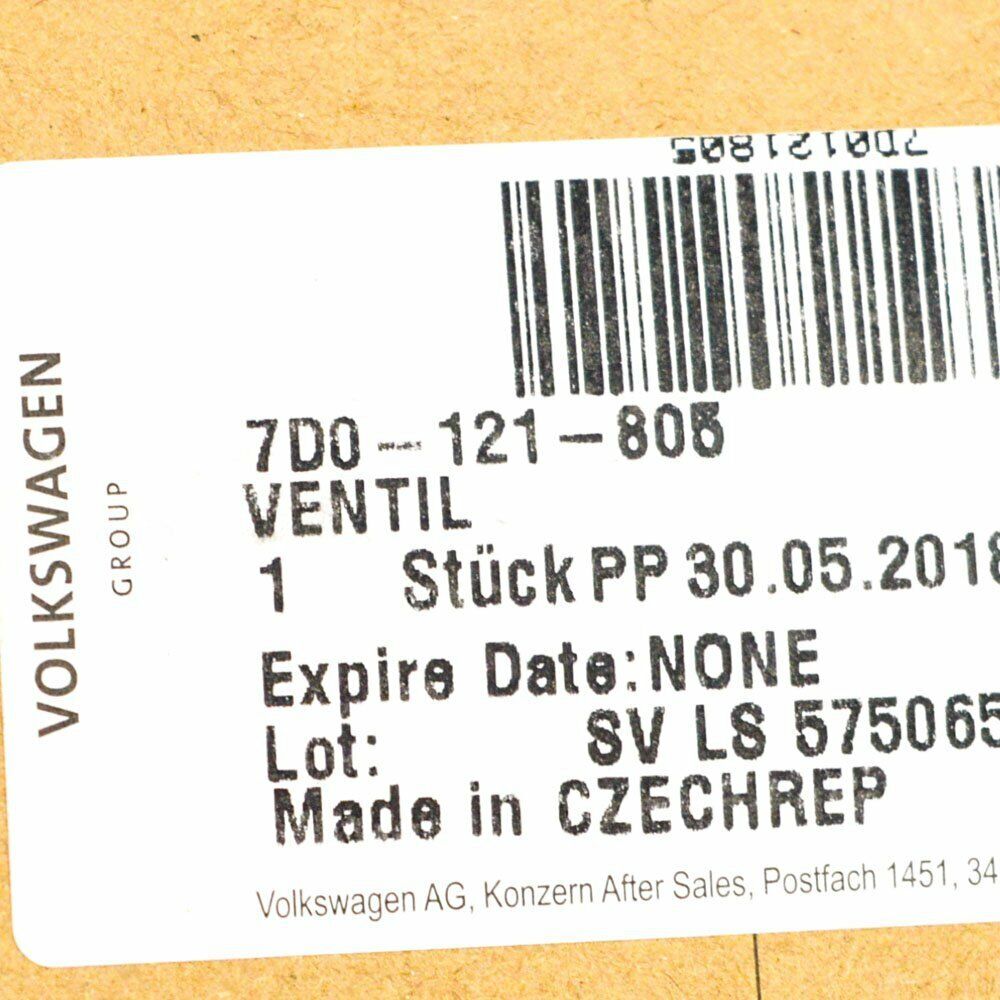 7D0121805
VOLKSWAGEN
GROUP
7D0-121-805
VENTIL
1 Stück PP 30.05.2018
Expire Date:NONE
Lot: SV LS 575065
Made in CZECHREP
Volkswagen AG, Konzern After Sales, Postfach 1451, 34